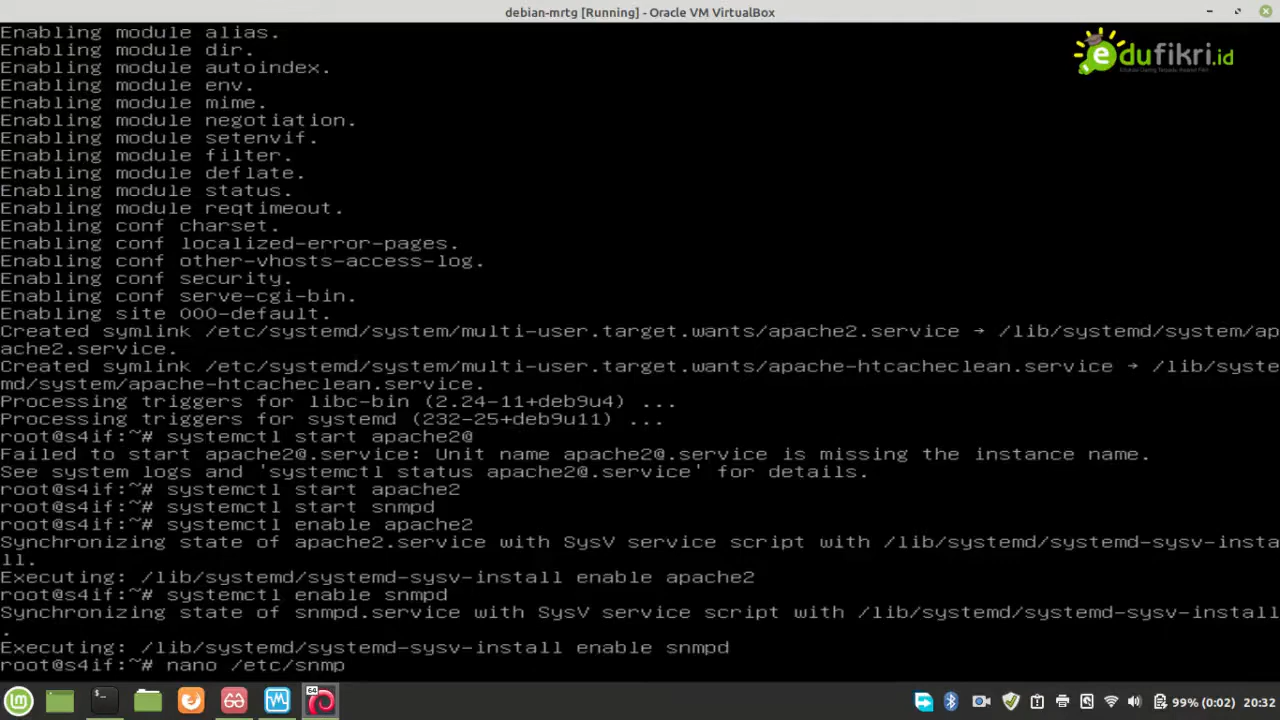 debian-mrtg [Running] - Oracle VM VirtualBox
Enabling module alias.
Enabling module dir.
Enabling module autoindex.
Enabling module env.
Enabling module mime.
Enabling module negotiation.
Enabling module setenvif.
Enabling module filter.
Enabling module deflate.
Enabling module status.
Enabling module reqtimeout.
Enabling conf charset.
Enabling conf localized-error-pages.
Enabling conf other-vhosts-access-log.
Enabling conf security.
Enabling conf serve-cgi-bin.
Enabling site 000-default.
Created symlink /etc/systemd/system/multi-user.target.wants/apache2.service → /lib/systemd/system/ap
ache2.service.
Created symlink /etc/systemd/system/multi-user.target.wants/apache-htcacheclean.service → /lib/syste
md/system/apache-htcacheclean.service.
Processing triggers for libc-bin (2.24-11+deb9u4) ...
Processing triggers for systemd (232-25+deb9u11) ...
root@s4if:~# systemctl start apache2@
Failed to start apache2@.service: Unit name apache2@.service is missing the instance name.
See system logs and 'systemctl status apache2@.service' for details.
root@s4if:~# systemctl start apache2
root@s4if:~# systemctl start snmpd
root@s4if:~# systemctl enable apache2
Synchronizing state of apache2.service with SysV service script with /lib/systemd/systemd-sysv-insta
ll.
Executing: /lib/systemd/systemd-sysv-install enable apache2
root@s4if:~# systemctl enable snmpd
Synchronizing state of snmpd.service with SysV service script with /lib/systemd/systemd-sysv-install
.
Executing: /lib/systemd/systemd-sysv-install enable snmpd
root@s4if:~# nano /etc/snmp
edufikri.id
64
99% (0:02) 20:32